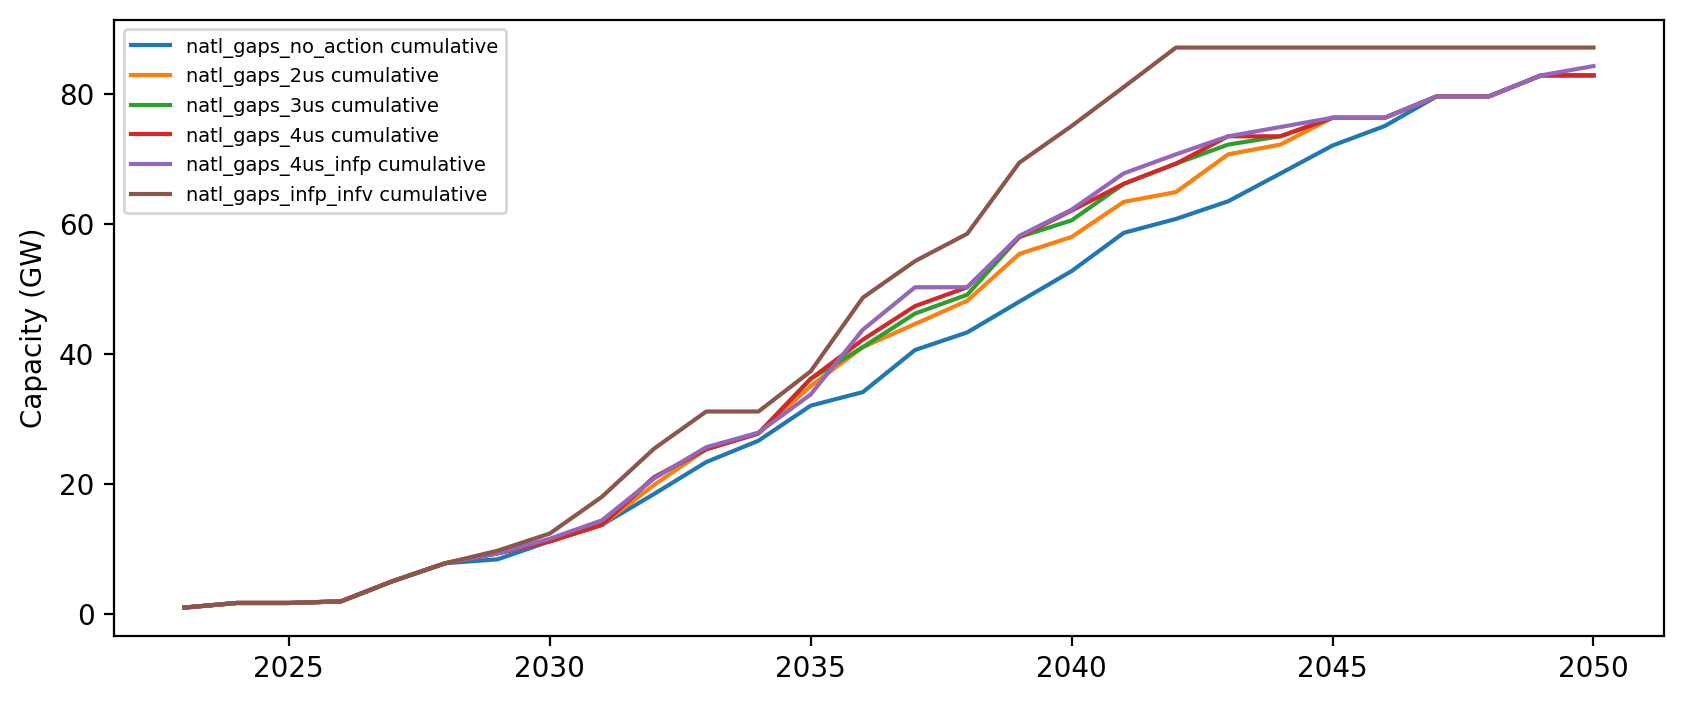 natl_gaps_no_action cumulative
natl_gaps_2us cumulative
natl_gaps_3us cumulative
natl_gaps_4us cumulative
natl_gaps_4us_infp cumulative
natl_gaps_infp_infv cumulative
Capacity (GW)
80
60
40
20
0
2025 2030 2035 2040 2045 2050